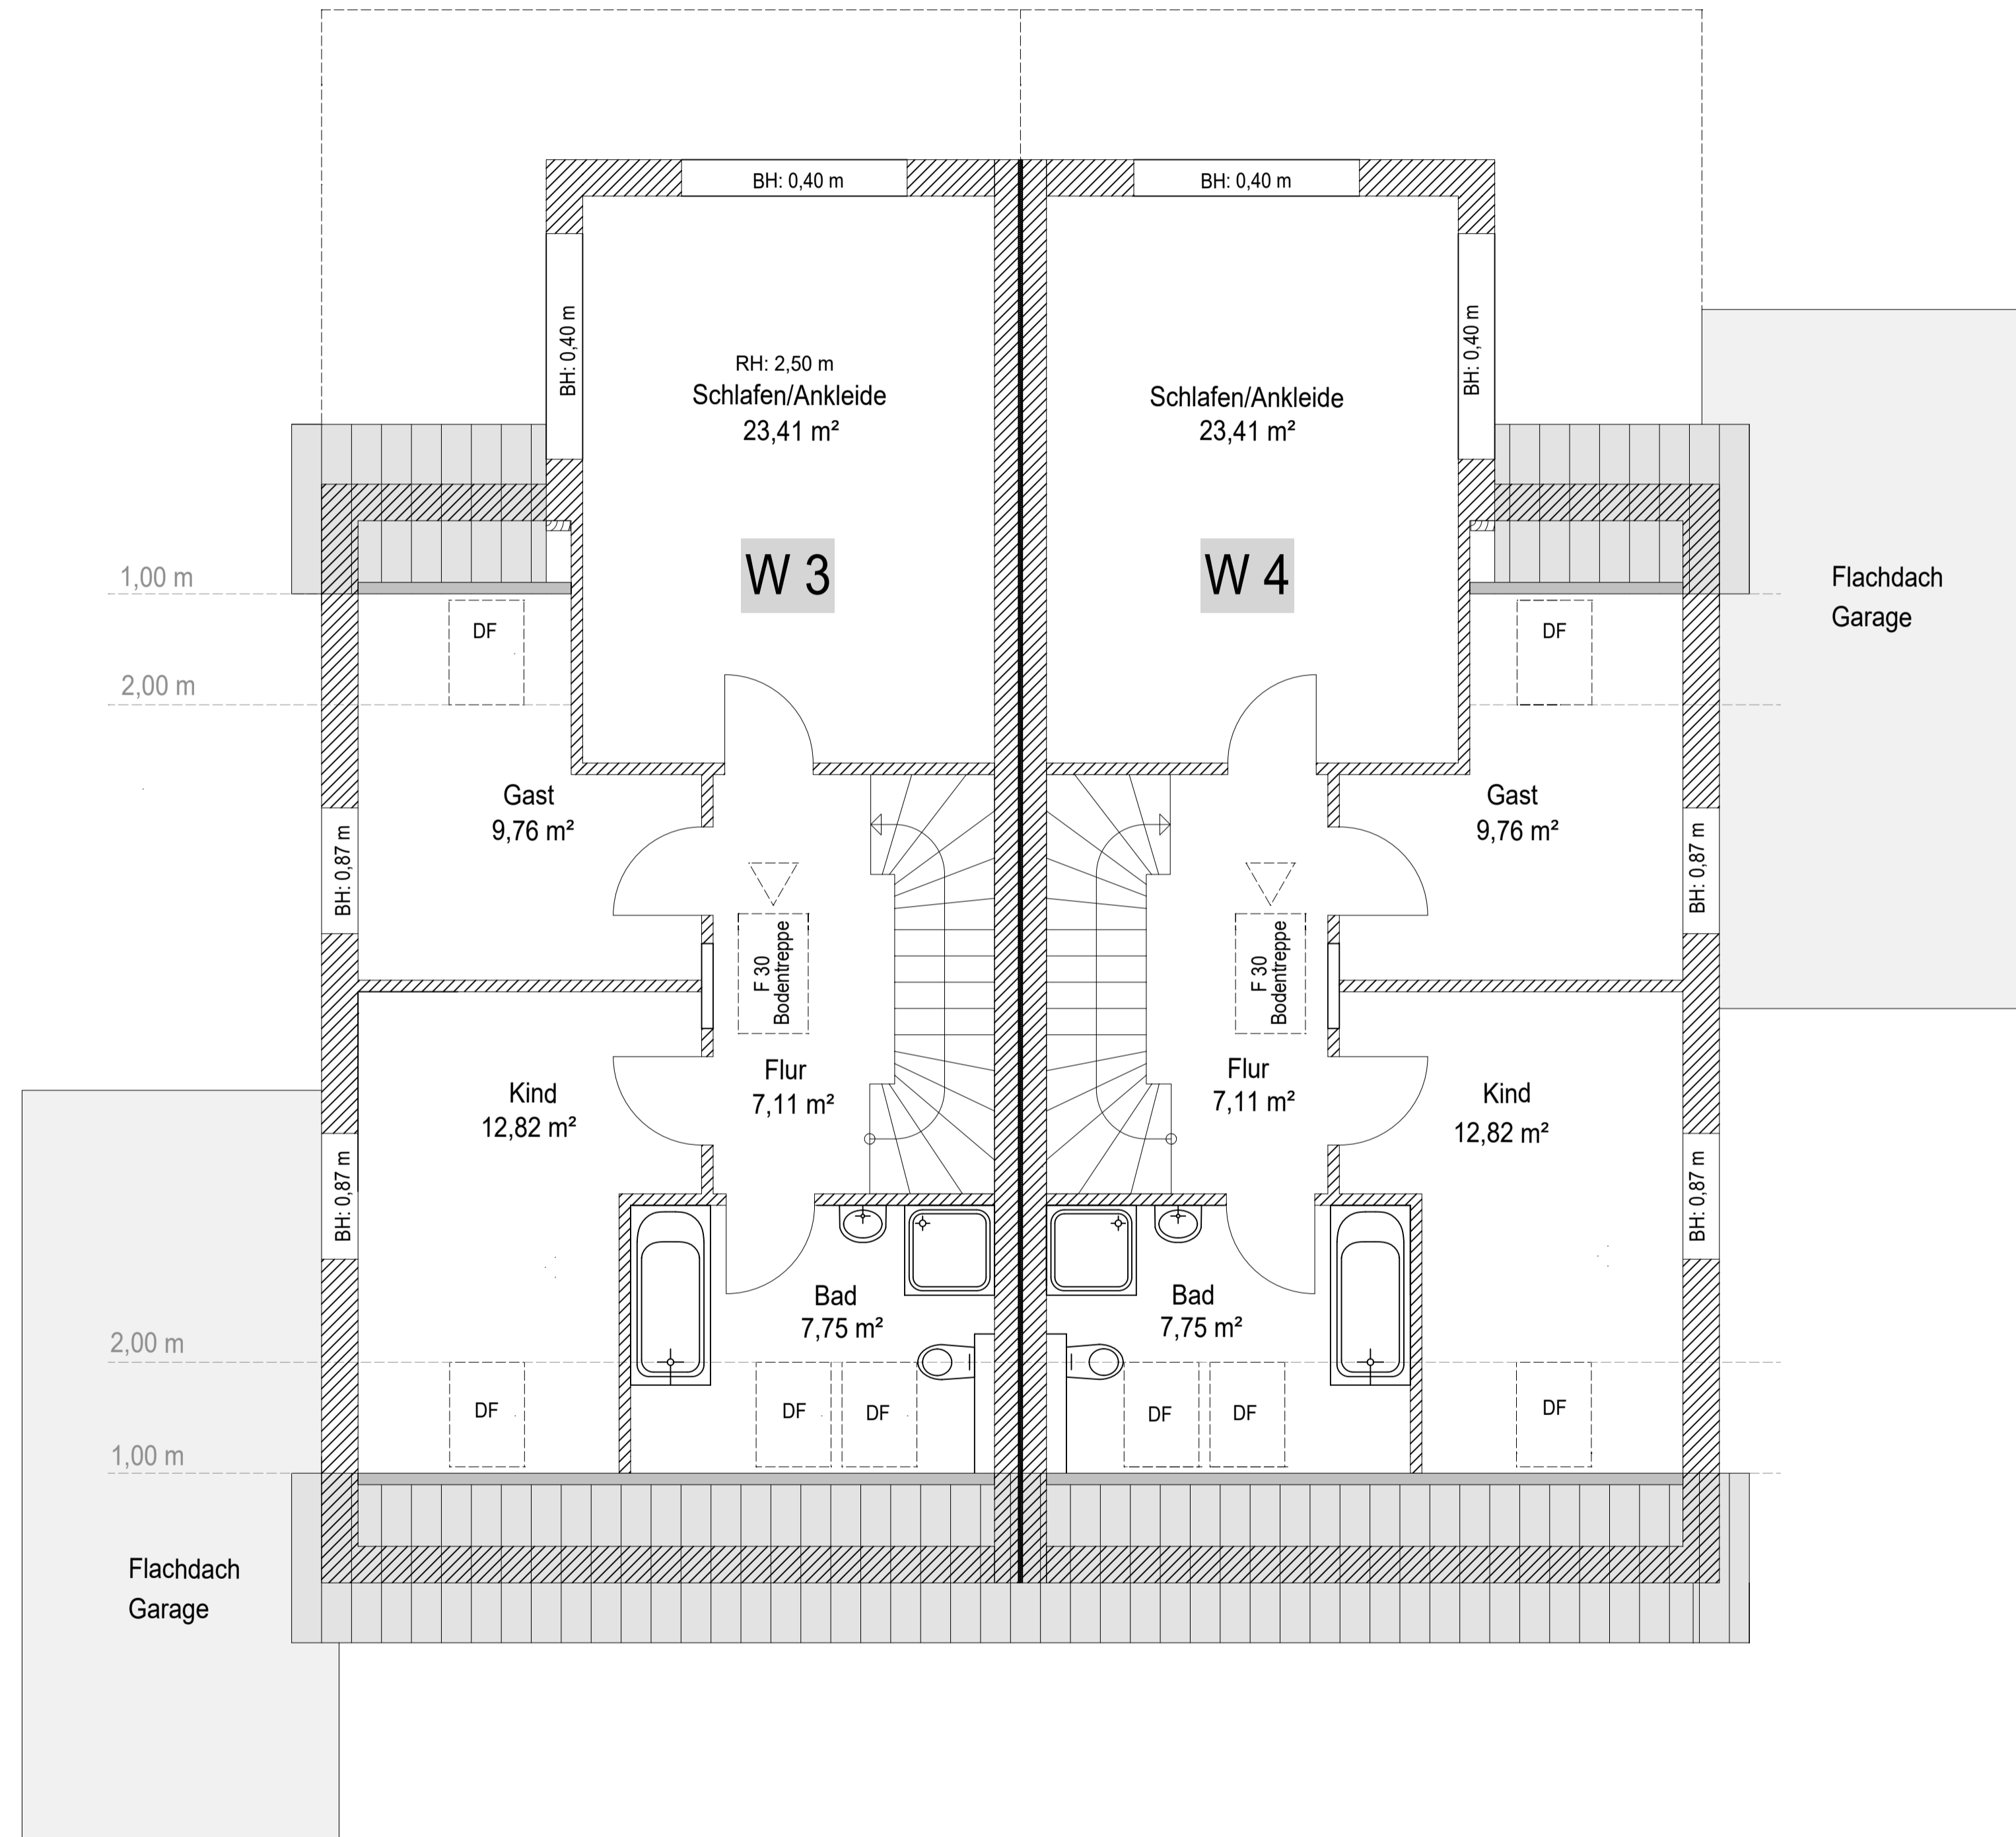 BH: 0,40 m
BH: 0,40 m
BH: 0,40 m
BH: 0,40 m
RH: 2,50 m
Schlafen/Ankleide
23,41 m²
Schlafen/Ankleide
23,41 m²
W 3
W 4
1,00 m
Flachdach
Garage
DF
DF
2,00 m
Gast
9,76 m²
Gast
9,76 m²
BH: 0,87 m
BH: 0,87 m
F 30
Bodentreppe
F 30
Bodentreppe
Flur
7,11 m²
Flur
7,11 m²
Kind
12,82 m²
Kind
12,82 m²
BH: 0,87 m
BH: 0,87 m
Bad
7,75 m²
Bad
7,75 m²
2,00 m
DF
DF
DF
DF
DF
DF
1,00 m
Flachdach
Garage